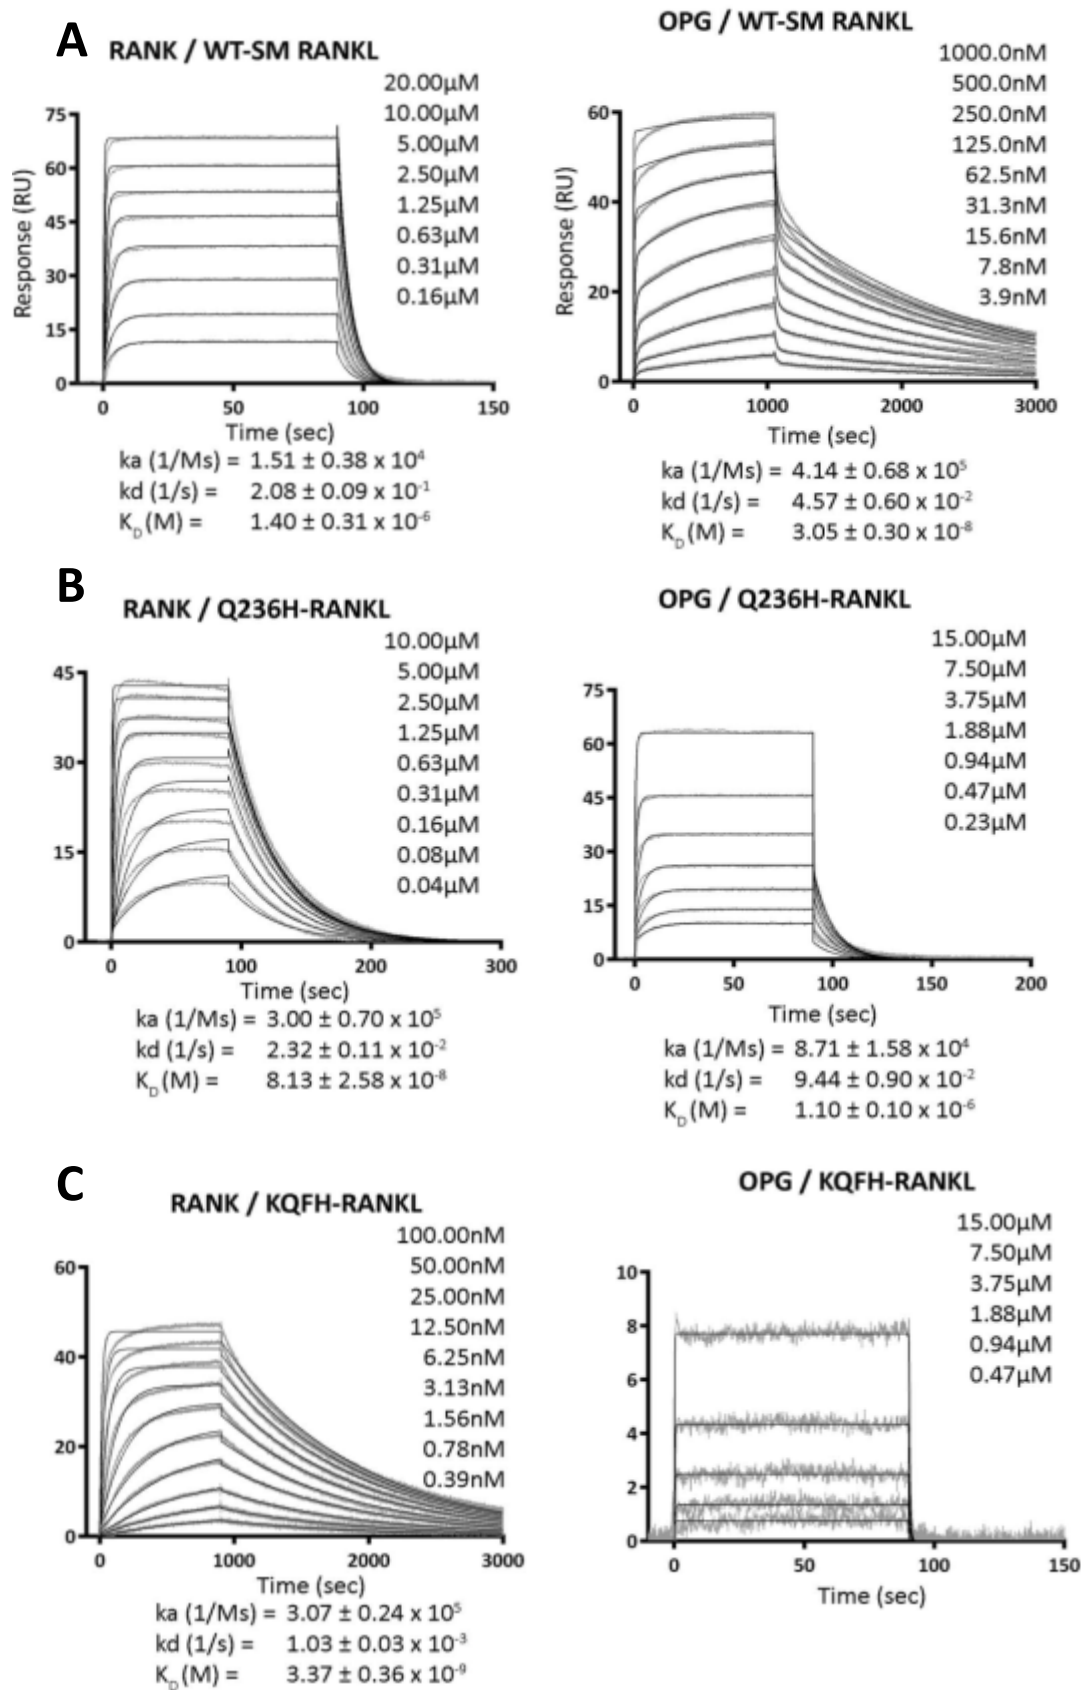 A
RANK / WT-SM RANKL
20.00µM
10.00µM
5.00µM
2.50µM
1.25µM
0.63µM
0.31µM
0.16µM
Response (RU)
75
60
45
30
15
0
0 50 100 150
Time (sec)
ka (1/Ms) = 1.51 ± 0.38 x 10⁴
kd (1/s) = 2.08 ± 0.09 x 10⁻¹
K_D(M) = 1.40 ± 0.31 x 10⁻⁶
OPG / WT-SM RANKL
1000.0nM
500.0nM
250.0nM
125.0nM
62.5nM
31.3nM
15.6nM
7.8nM
3.9nM
Response (RU)
60
40
20
0
0 1000 2000 3000
Time (sec)
ka (1/Ms) = 4.14 ± 0.68 x 10⁵
kd (1/s) = 4.57 ± 0.60 x 10⁻²
K_D(M) = 3.05 ± 0.30 x 10⁻⁸
B
RANK / Q236H-RANKL
10.00µM
5.00µM
2.50µM
1.25µM
0.63µM
0.31µM
0.16µM
0.08µM
0.04µM
45
30
15
0
0 100 200 300
Time (sec)
ka (1/Ms) = 3.00 ± 0.70 x 10⁵
kd (1/s) = 2.32 ± 0.11 x 10⁻²
K_D(M) = 8.13 ± 2.58 x 10⁻⁸
OPG / Q236H-RANKL
15.00µM
7.50µM
3.75µM
1.88µM
0.94µM
0.47µM
0.23µM
75
60
45
30
15
0
0 50 100 150 200
Time (sec)
ka (1/Ms) = 8.71 ± 1.58 x 10⁴
kd (1/s) = 9.44 ± 0.90 x 10⁻²
K_D(M) = 1.10 ± 0.10 x 10⁻⁶
C
RANK / KQFH-RANKL
100.00nM
50.00nM
25.00nM
12.50nM
6.25nM
3.13nM
1.56nM
0.78nM
0.39nM
60
40
20
0
0 1000 2000 3000
Time (sec)
ka (1/Ms) = 3.07 ± 0.24 x 10⁵
kd (1/s) = 1.03 ± 0.03 x 10⁻³
K_D(M) = 3.37 ± 0.36 x 10⁻⁹
OPG / KQFH-RANKL
15.00µM
7.50µM
3.75µM
1.88µM
0.94µM
0.47µM
10
8
6
4
2
0
0 50 100 150
Time (sec)